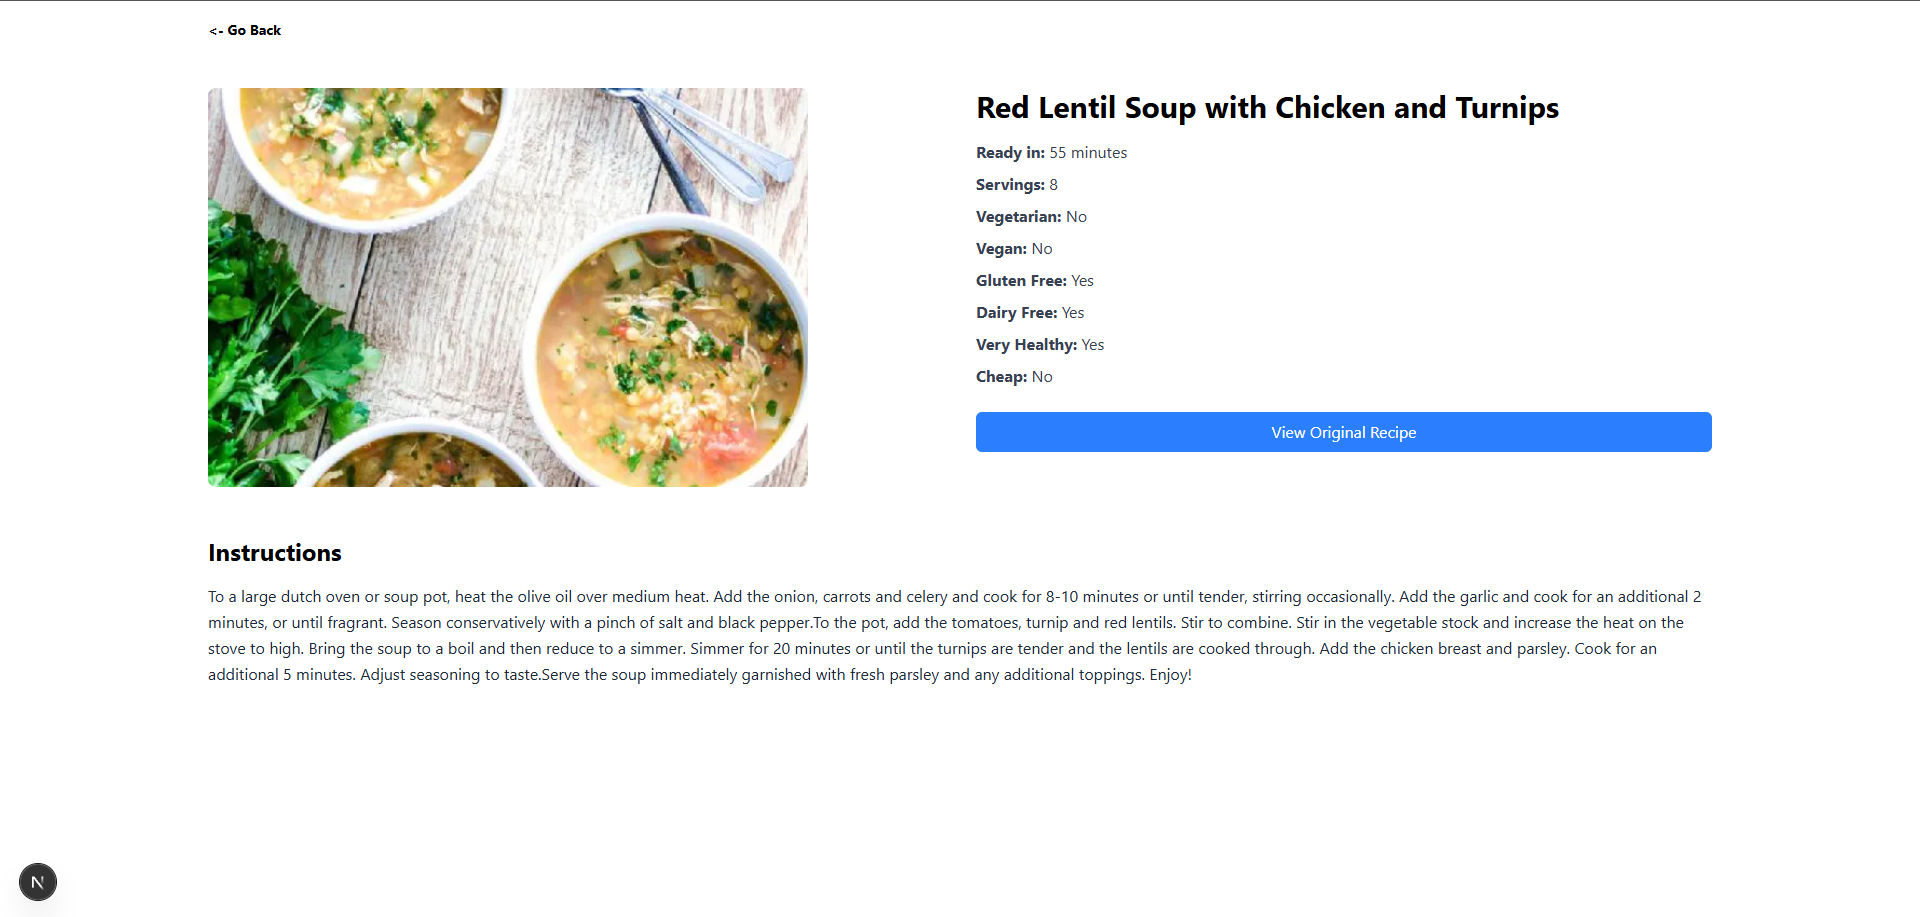 <- Go Back
Red Lentil Soup with Chicken and Turnips
Ready in: 55 minutes
Servings: 8
Vegetarian: No
Vegan: No
Gluten Free: Yes
Dairy Free: Yes
Very Healthy: Yes
Cheap: No
View Original Recipe
Instructions
To a large dutch oven or soup pot, heat the olive oil over medium heat. Add the onion, carrots and celery and cook for 8-10 minutes or until tender, stirring occasionally. Add the garlic and cook for an additional 2
minutes, or until fragrant. Season conservatively with a pinch of salt and black pepper.To the pot, add the tomatoes, turnip and red lentils. Stir to combine. Stir in the vegetable stock and increase the heat on the
stove to high. Bring the soup to a boil and then reduce to a simmer. Simmer for 20 minutes or until the turnips are tender and the lentils are cooked through. Add the chicken breast and parsley. Cook for an
additional 5 minutes. Adjust seasoning to taste.Serve the soup immediately garnished with fresh parsley and any additional toppings. Enjoy!
N